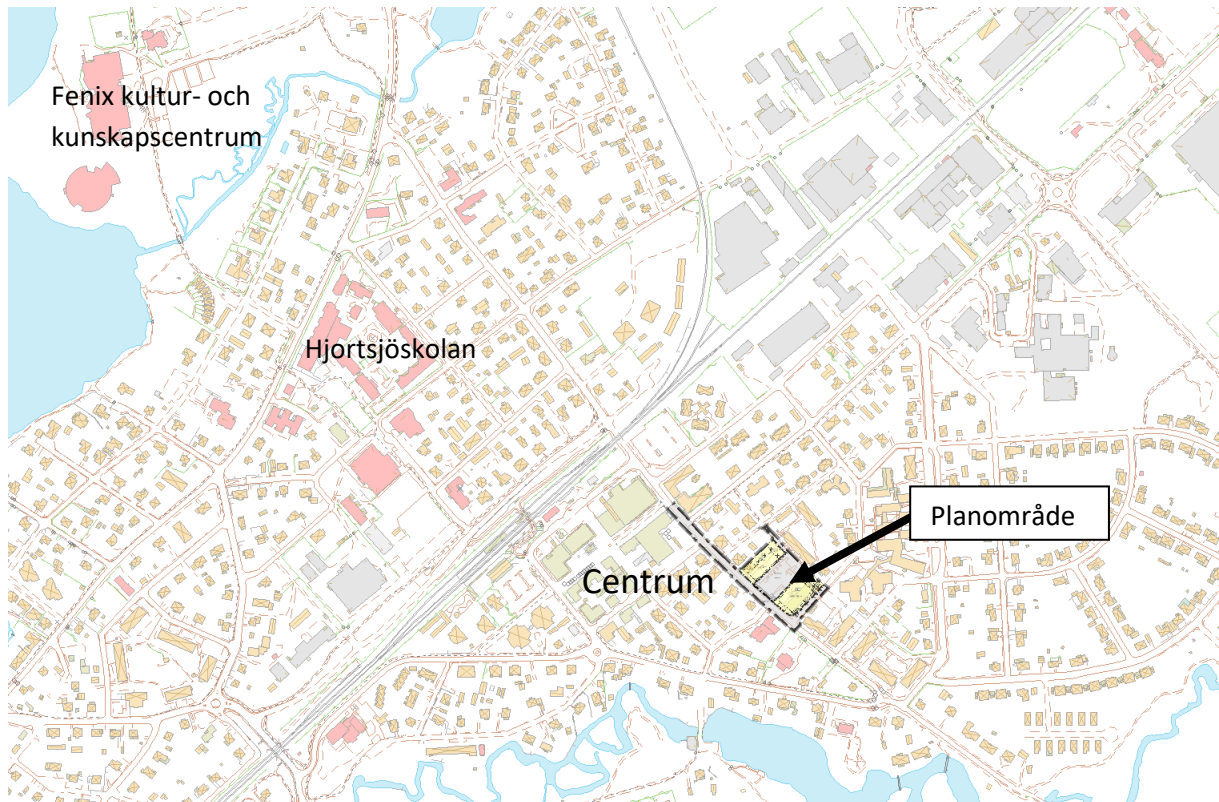 Fenix kultur- och
kunskapscentrum
Hjortsjöskolan
Planområde
Centrum